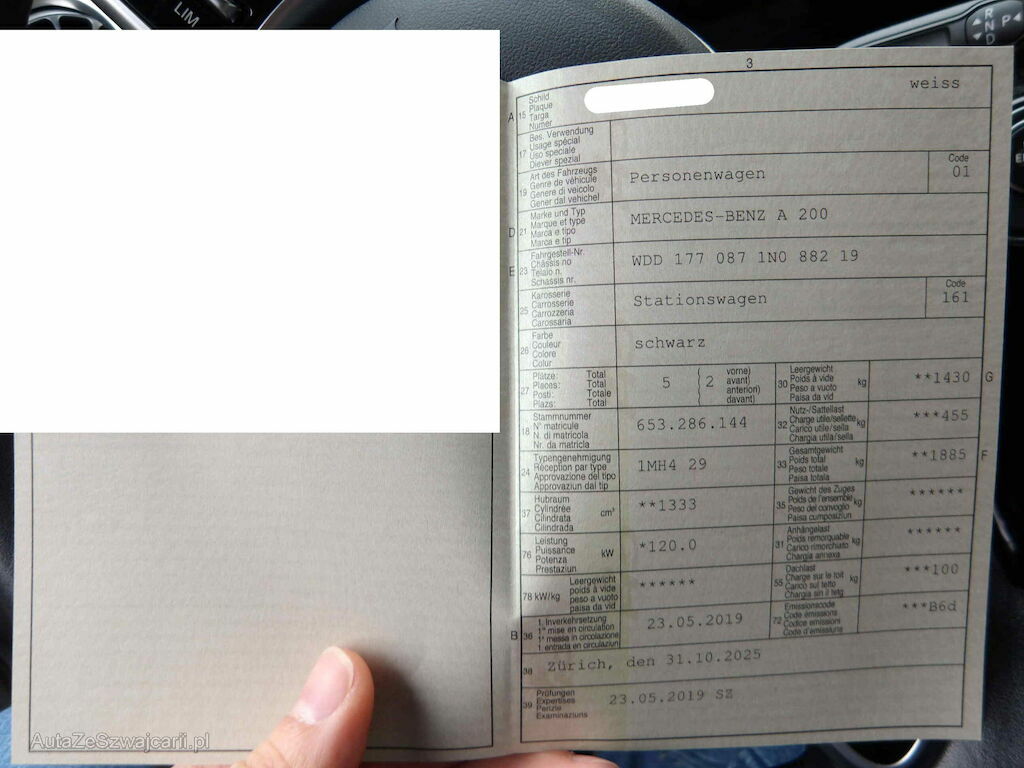 LIM
R
N
D
P
3
A
15
Schild
Plaque
Targa
Numer
weiss
17
Bes. Verwendung
Usage spécial
Uso speciale
Diever spezial
19
Art des Fahrzeugs
Genre de véhicule
Genere di veicolo
Gener dal vehichel
Personenwagen
Code
01
D
21
Marke und Typ
Marque et type
Marca e tipo
Marca e tip
MERCEDES-BENZ A 200
E
23
Fahrgestell-Nr.
Châssis no
Telaio n.
Schassis nr.
WDD 177 087 1N0 882 19
25
Karosserie
Carrosserie
Carrozzeria
Carossaria
Stationswagen
Code
161
26
Farbe
Couleur
Colore
Colur
schwarz
27
Plätze: Total
Places: Total
Posti: Totale
Plazs: Total
5
2
vorne)
avant)
anteriori)
davant)
30
Leergewicht
Poids à vide
Peso a vuoto
Paisa da vid
kg
**1430
G
18
Stammnummer
N° matricule
N. di matricola
Nr. da matricla
653.286.144
32
Nutz-/Sattellast
Charge utile/sellette
Carico utile/sella
Chargia utila/sella
kg
***455
24
Typengenehmigung
Réception par type
Approvazione del tipo
Approvaziun dal tip
1MH4 29
33
Gesamtgewicht
Poids total
Peso totale
Paisa totala
kg
**1885
F
37
Hubraum
Cylindrée
Cilindrata
Cilindrada
cm³
**1333
35
Gewicht des Zuges
Poids de l'ensemble
Peso del convoglio
Paisa cumposiziun
kg
******
76
Leistung
Puissance
Potenza
Prestaziun
kW
*120.0
31
Anhängelast
Poids remorquable
Carico rimorchiato
Chargia annexa
kg
******
78 kW/kg
Leergewicht
poids à vide
peso a vuoto
paisa da vid
******
55
Dachlast
Charge sur le toit
Carico sul tetto
Chargia sin il tetg
kg
***100
B
36
1. Inverkehrsetzung
1re mise en circulation
1a messa in circolazione
1. entrada en circulaziun
23.05.2019
72
Emissionscode
Code émissions
Codice emissioni
Code d'emissiuns
***B6d
38
Zürich, den 31.10.2025
39
Prüfungen
Expertises
Perizie
Examinaziuns
23.05.2019 SZ
AutaZeSzwajcarii.pl